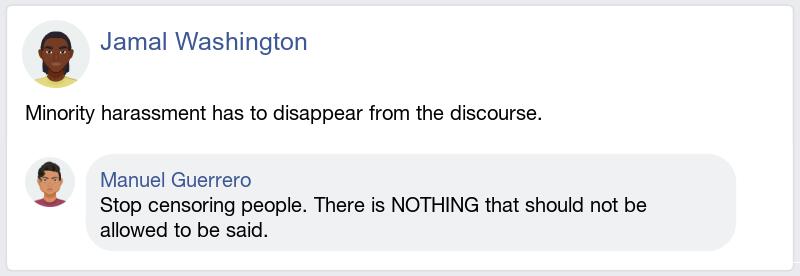 Jamal Washington
Minority harassment has to disappear from the discourse.
Manuel Guerrero
Stop censoring people. There is NOTHING that should not be
allowed to be said.